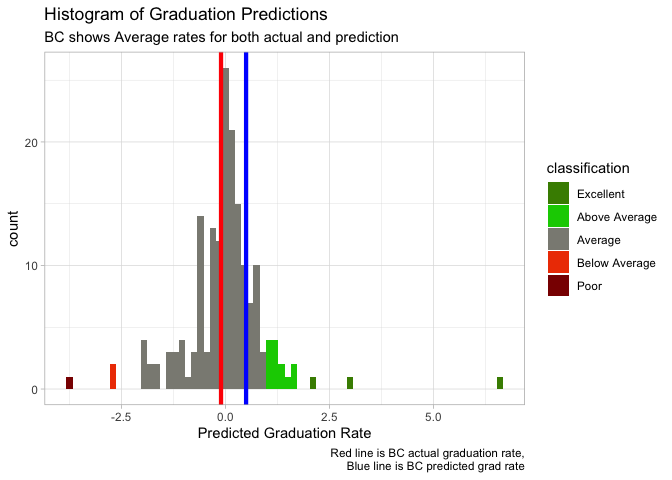 Histogram of Graduation Predictions
BC shows Average rates for both actual and prediction
count
20
10
0
-2.5
0.0
2.5
5.0
Predicted Graduation Rate
classification
Excellent
Above Average
Average
Below Average
Poor
Red line is BC actual graduation rate,
Blue line is BC predicted grad rate